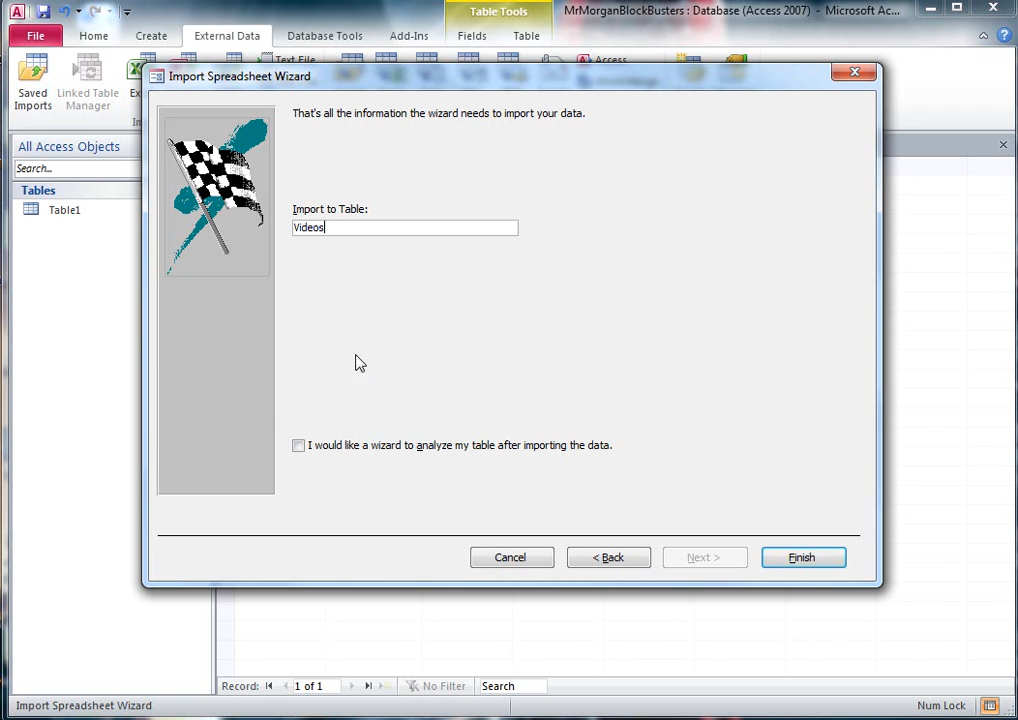 Table Tools
MrMorganBlockBusters : Database (Access 2007) - Microsoft Ac...
File Home Create External Data Database Tools Add-Ins Fields Table
Text File
Access
Saved Imports
Linked Table Manager
Import Spreadsheet Wizard
All Access Objects
Search...
Tables
Table1
That's all the information the wizard needs to import your data.
Import to Table:
Videos
I would like a wizard to analyze my table after importing the data.
Cancel < Back Next > Finish
Record: 1 of 1 No Filter Search
Import Spreadsheet Wizard Num Lock